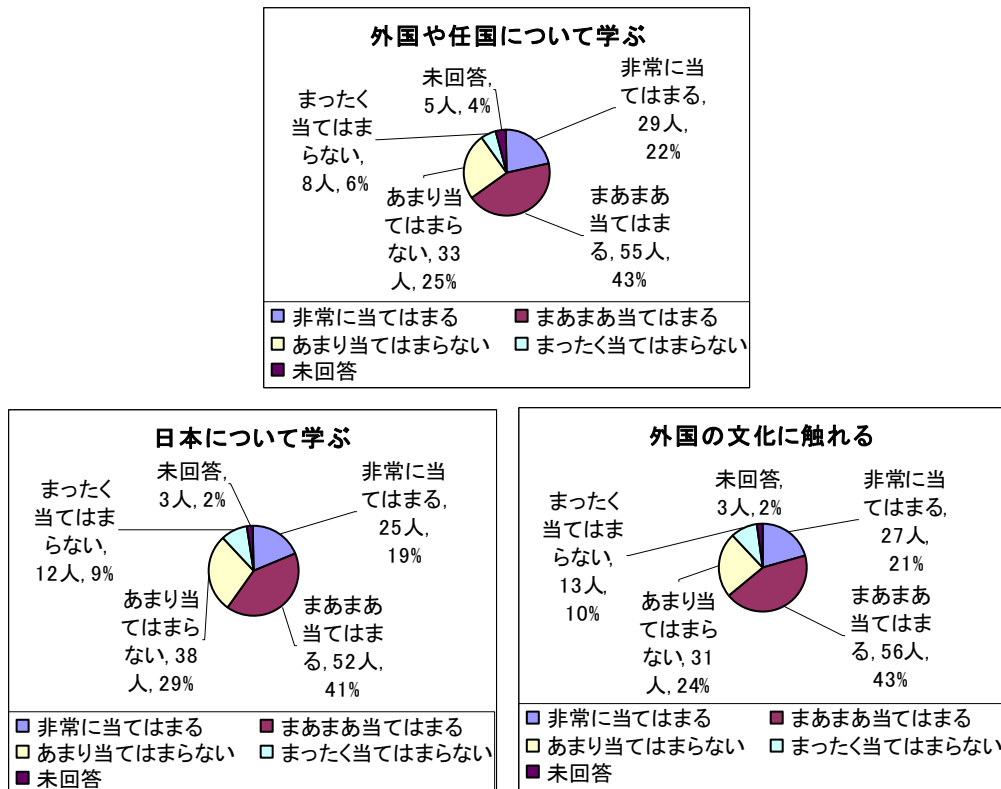 外国や任国について学ぶ
未回答,
5人, 4%
非常に当
てはまる,
29人,
22%
まったく
当てはま
らない,
8人, 6%
あまり当
てはまら
ない, 33
人, 25%
まあまあ
当てはま
る, 55人,
43%
非常に当てはまる
まあまあ当てはまる
あまり当てはまらない
まったく当てはまらない
未回答
日本について学ぶ
未回答,
3人, 2%
非常に当
てはまる,
25人,
19%
まったく
当てはま
らない,
12人, 9%
あまり当
てはまら
ない, 38
人, 29%
まあまあ
当てはま
る, 52人,
41%
非常に当てはまる
まあまあ当てはまる
あまり当てはまらない
まったく当てはまらない
未回答
外国の文化に触れる
未回答,
3人, 2%
非常に当
てはまる,
27人,
21%
まったく
当てはま
らない,
13人,
10%
あまり当
てはまら
ない, 31
人, 24%
まあまあ
当てはま
る, 56人,
43%
非常に当てはまる
まあまあ当てはまる
あまり当てはまらない
まったく当てはまらない
未回答